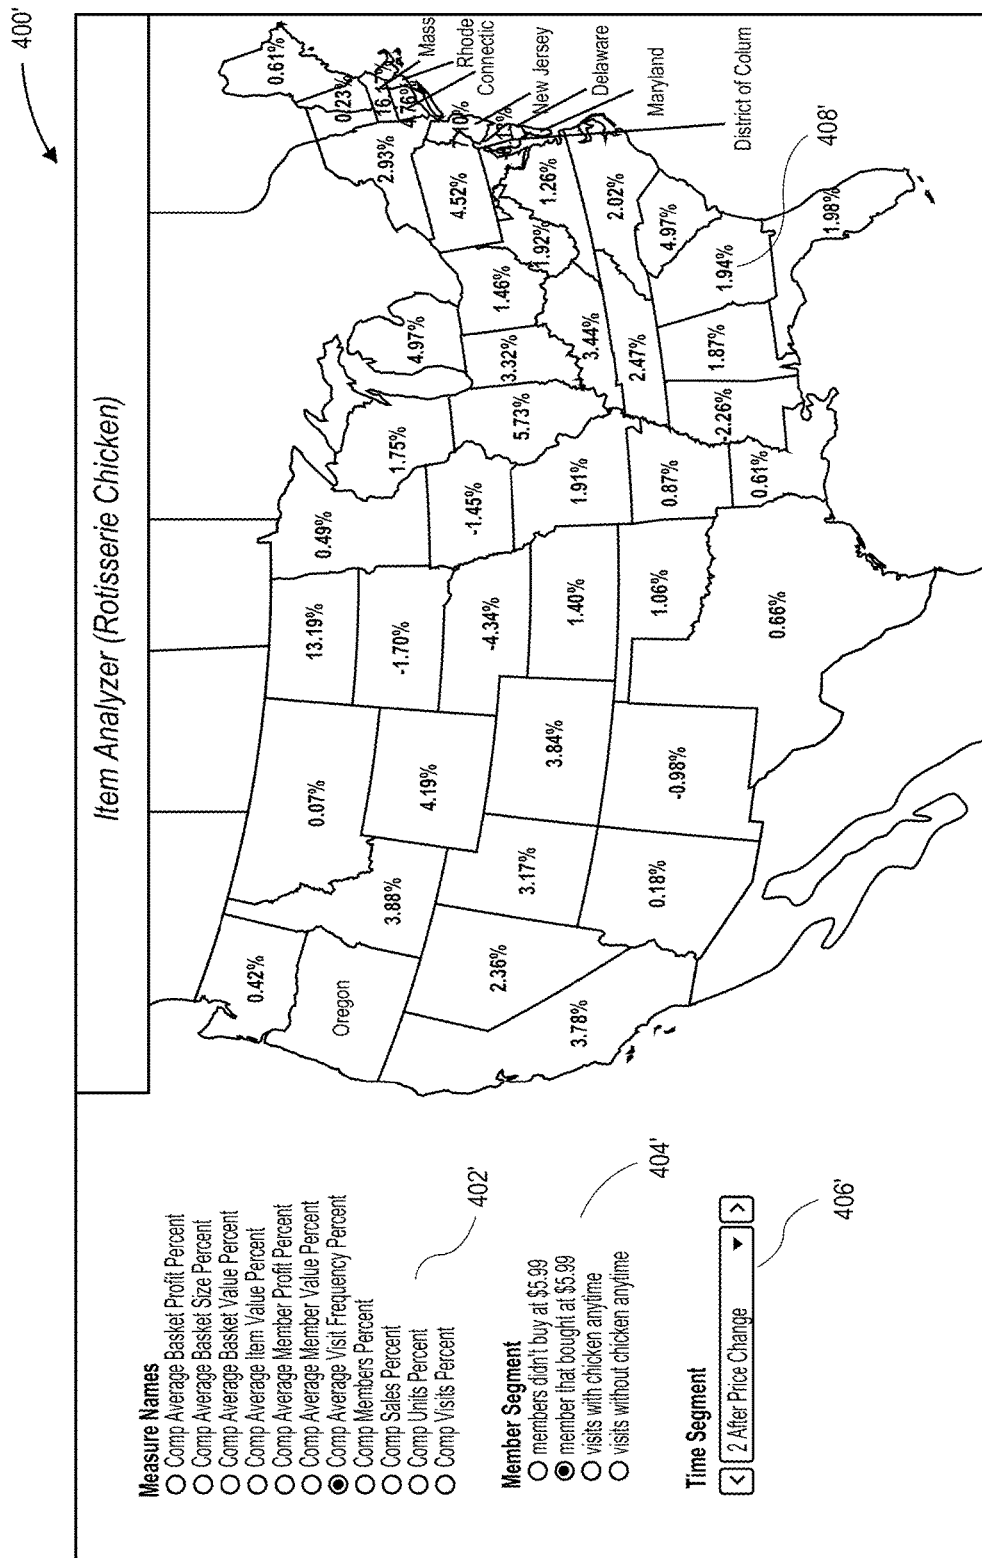 400'
Item Analyzer (Rotisserie Chicken)
Measure Names
Comp Average Basket Profit Percent
Comp Average Basket Size Percent
Comp Average Basket Value Percent
Comp Average Item Value Percent
Comp Average Member Profit Percent
Comp Average Member Value Percent
Comp Average Visit Frequency Percent
Comp Members Percent
Comp Sales Percent
Comp Units Percent
Comp Visits Percent
402'
Member Segment
members didn't buy at $5.99
member that bought at $5.99
visits with chicken anytime
visits without chicken anytime
404'
Time Segment
< 2 After Price Change >
406'
0.42%
Oregon
3.78%
2.36%
3.88%
0.07%
4.19%
3.17%
0.18%
3.84%
-0.98%
13.19%
-1.70%
-4.34%
1.40%
1.06%
0.66%
0.49%
-1.45%
1.91%
0.87%
0.61%
1.75%
5.73%
-2.26%
4.97%
3.32%
3.44%
2.47%
1.87%
1.46%
1.92%
1.94%
408'
4.52%
1.26%
2.02%
4.97%
1.98%
2.93%
0.23%
0.61%
4.76%
Mass
Rhode
Connectic
New Jersey
Delaware
Maryland
District of Colum